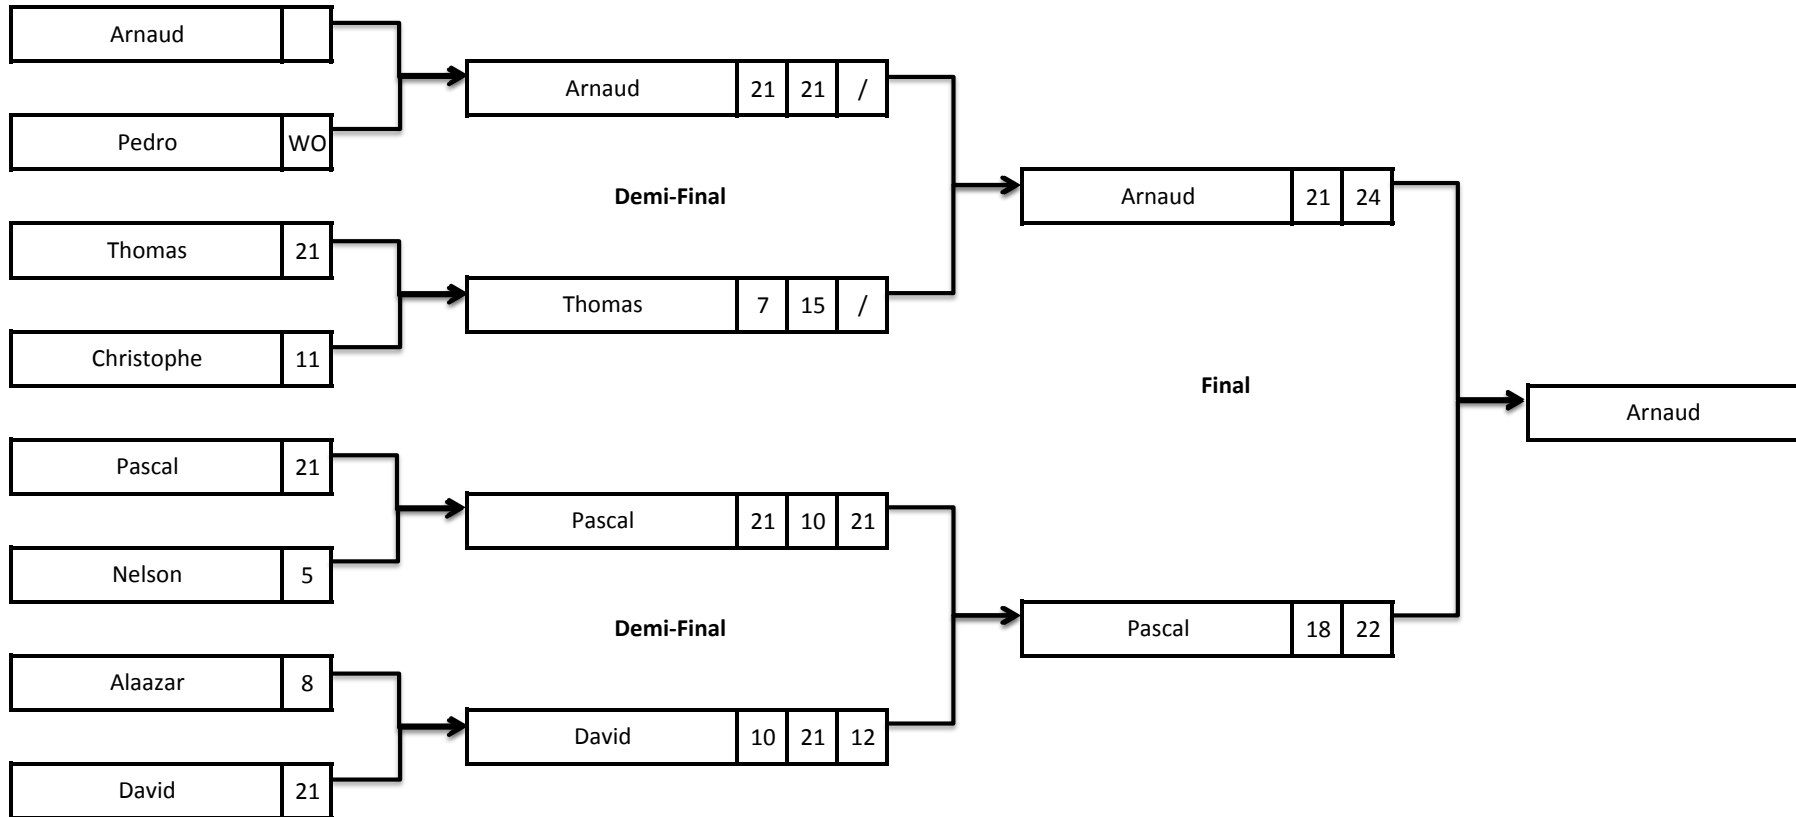 Arnaud
Pedro WO
Thomas 21
Christophe 11
Pascal 21
Nelson 5
Alaazar 8
David 21
Arnaud 21 21 /
Demi-Final
Thomas 7 15 /
Pascal 21 10 21
Demi-Final
David 10 21 12
Arnaud 21 24
Final
Pascal 18 22
Arnaud